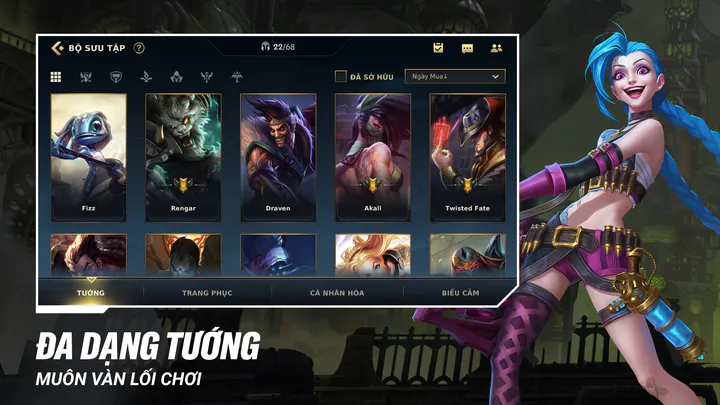 BỘ SƯU TẬP ?
22/68
ĐÃ SỞ HỮU
Ngày Mua↓
Fizz
Rengar
Draven
Akali
Twisted Fate
TƯỚNG
TRANG PHỤC
CÁ NHÂN HÓA
BIỂU CẢM
ĐA DẠNG TƯỚNG
MUÔN VÀN LỐI CHƠI